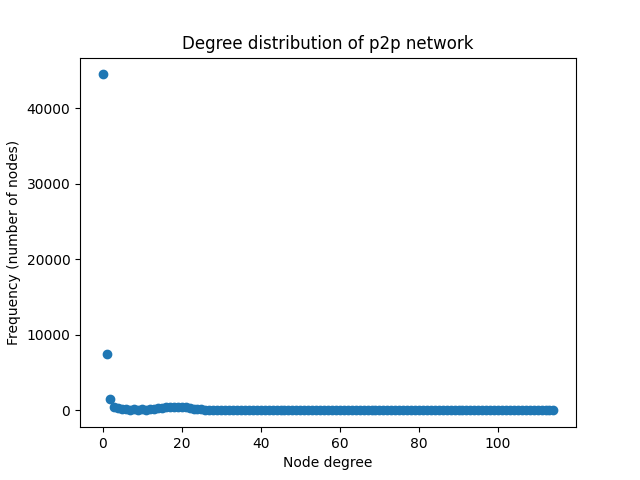 Degree distribution of p2p network
40000
30000
20000
10000
0
Frequency (number of nodes)
0 20 40 60 80 100
Node degree